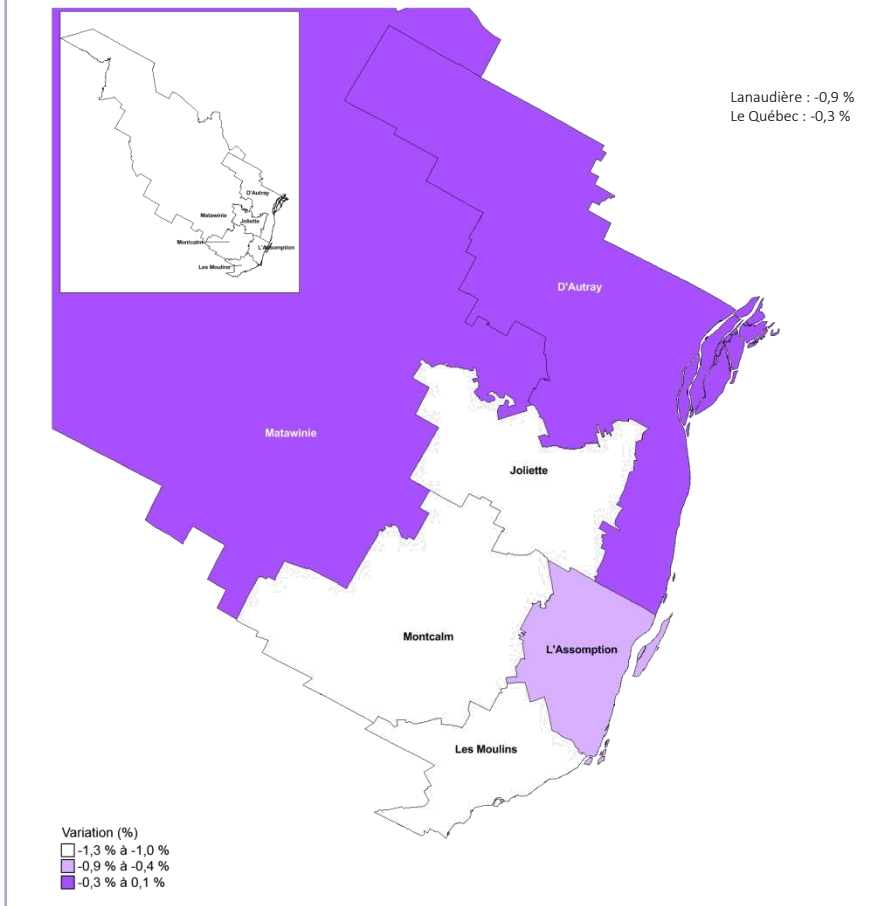 D'Autray
Matawinie
Joliette
Montcalm
L'Assomption
Les Moulins
Lanaudière : -0,9 %
Le Québec : -0,3 %
D'Autray
Matawinie
Joliette
Montcalm
L'Assomption
Les Moulins
Variation (%)
-1,3 % à -1,0 %
-0,9 % à -0,4 %
-0,3 % à 0,1 %